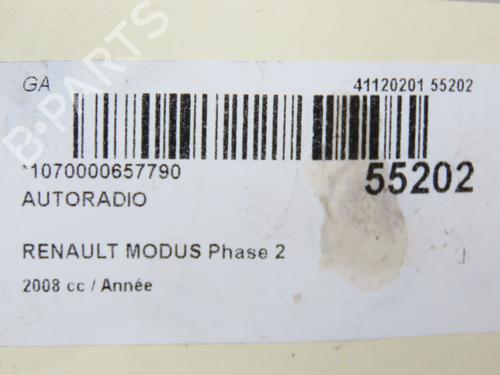 GA
41120201 55202
*1070000657790
55202
AUTORADIO
RENAULT MODUS Phase 2
2008 cc / Année
B-PARTS